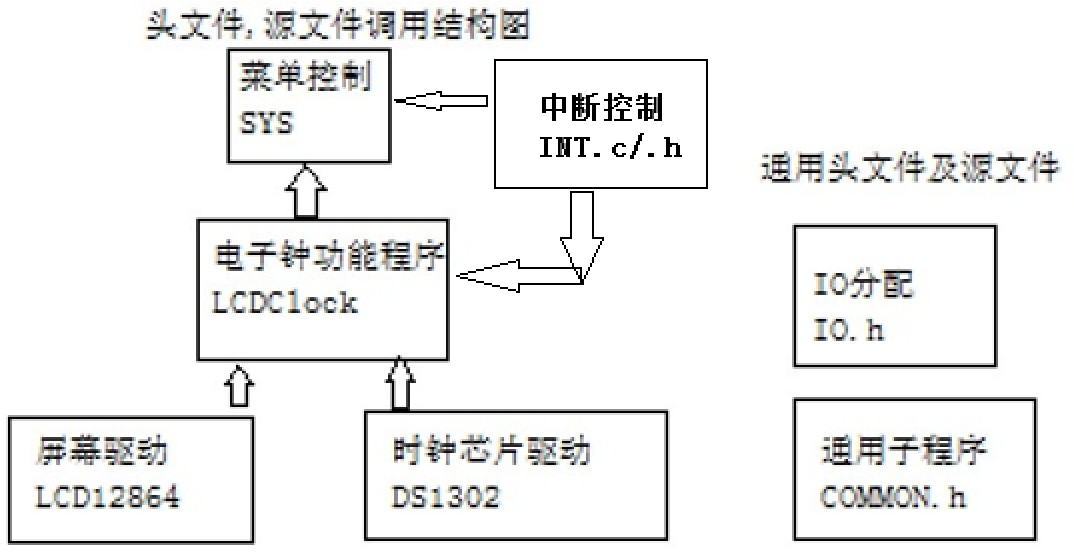 头文件,源文件调用结构图
菜单控制
SYS
中断控制
INT.c/.h
通用头文件及源文件
电子钟功能程序
LCDClock
IO分配
IO.h
屏幕驱动
LCD12864
时钟芯片驱动
DS1302
通用子程序
COMMON.h